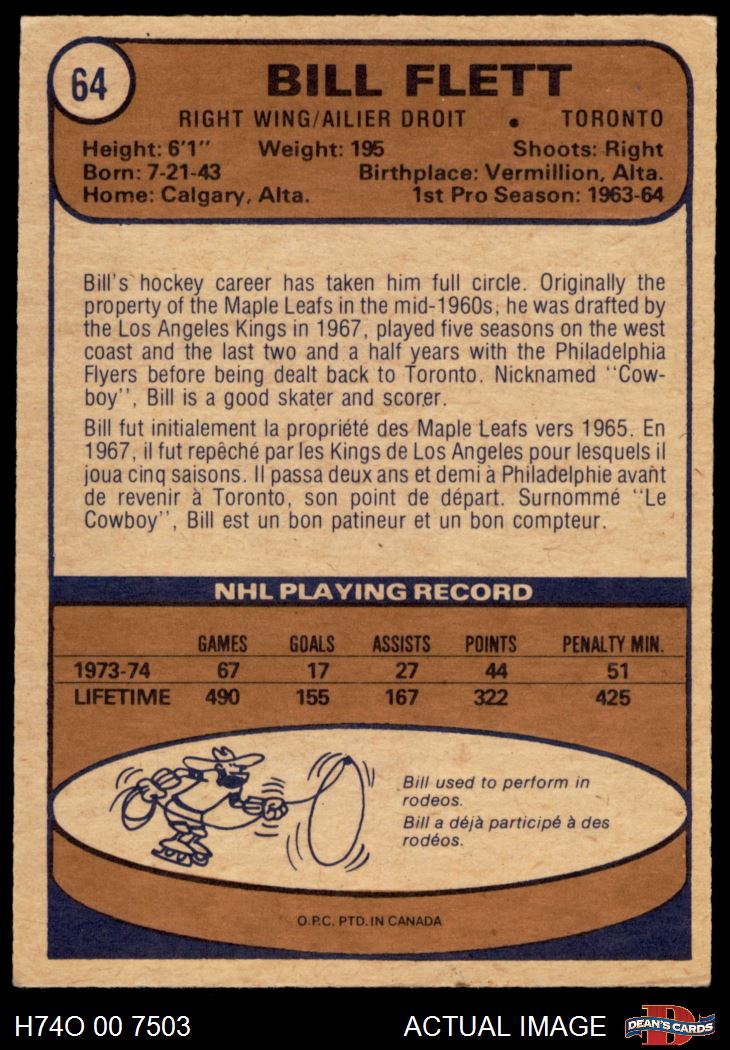 64
BILL FLETT
RIGHT WING/AILIER DROIT • TORONTO
Height: 6'1" Weight: 195 Shoots: Right
Born: 7-21-43 Birthplace: Vermillion, Alta.
Home: Calgary, Alta. 1st Pro Season: 1963-64
Bill's hockey career has taken him full circle. Originally the
property of the Maple Leafs in the mid-1960s, he was drafted by
the Los Angeles Kings in 1967, played five seasons on the west
coast and the last two and a half years with the Philadelphia
Flyers before being dealt back to Toronto. Nicknamed "Cow-
boy", Bill is a good skater and scorer.
Bill fut initialement la propriété des Maple Leafs vers 1965. En
1967, il fut repêché par les Kings de Los Angeles pour lesquels il
joua cinq saisons. Il passa deux ans et demi à Philadelphie avant
de revenir à Toronto, son point de départ. Surnommé "Le
Cowboy", Bill est un bon patineur et un bon compteur.
NHL PLAYING RECORD
GAMES GOALS ASSISTS POINTS PENALTY MIN.
1973-74 67 17 27 44 51
LIFETIME 490 155 167 322 425
Bill used to perform in
rodeos.
Bill a déjà participé à des
rodéos.
O.P.C. PTD. IN CANADA
H74O 00 7503 ACTUAL IMAGE
D
DEAN'S CARDS